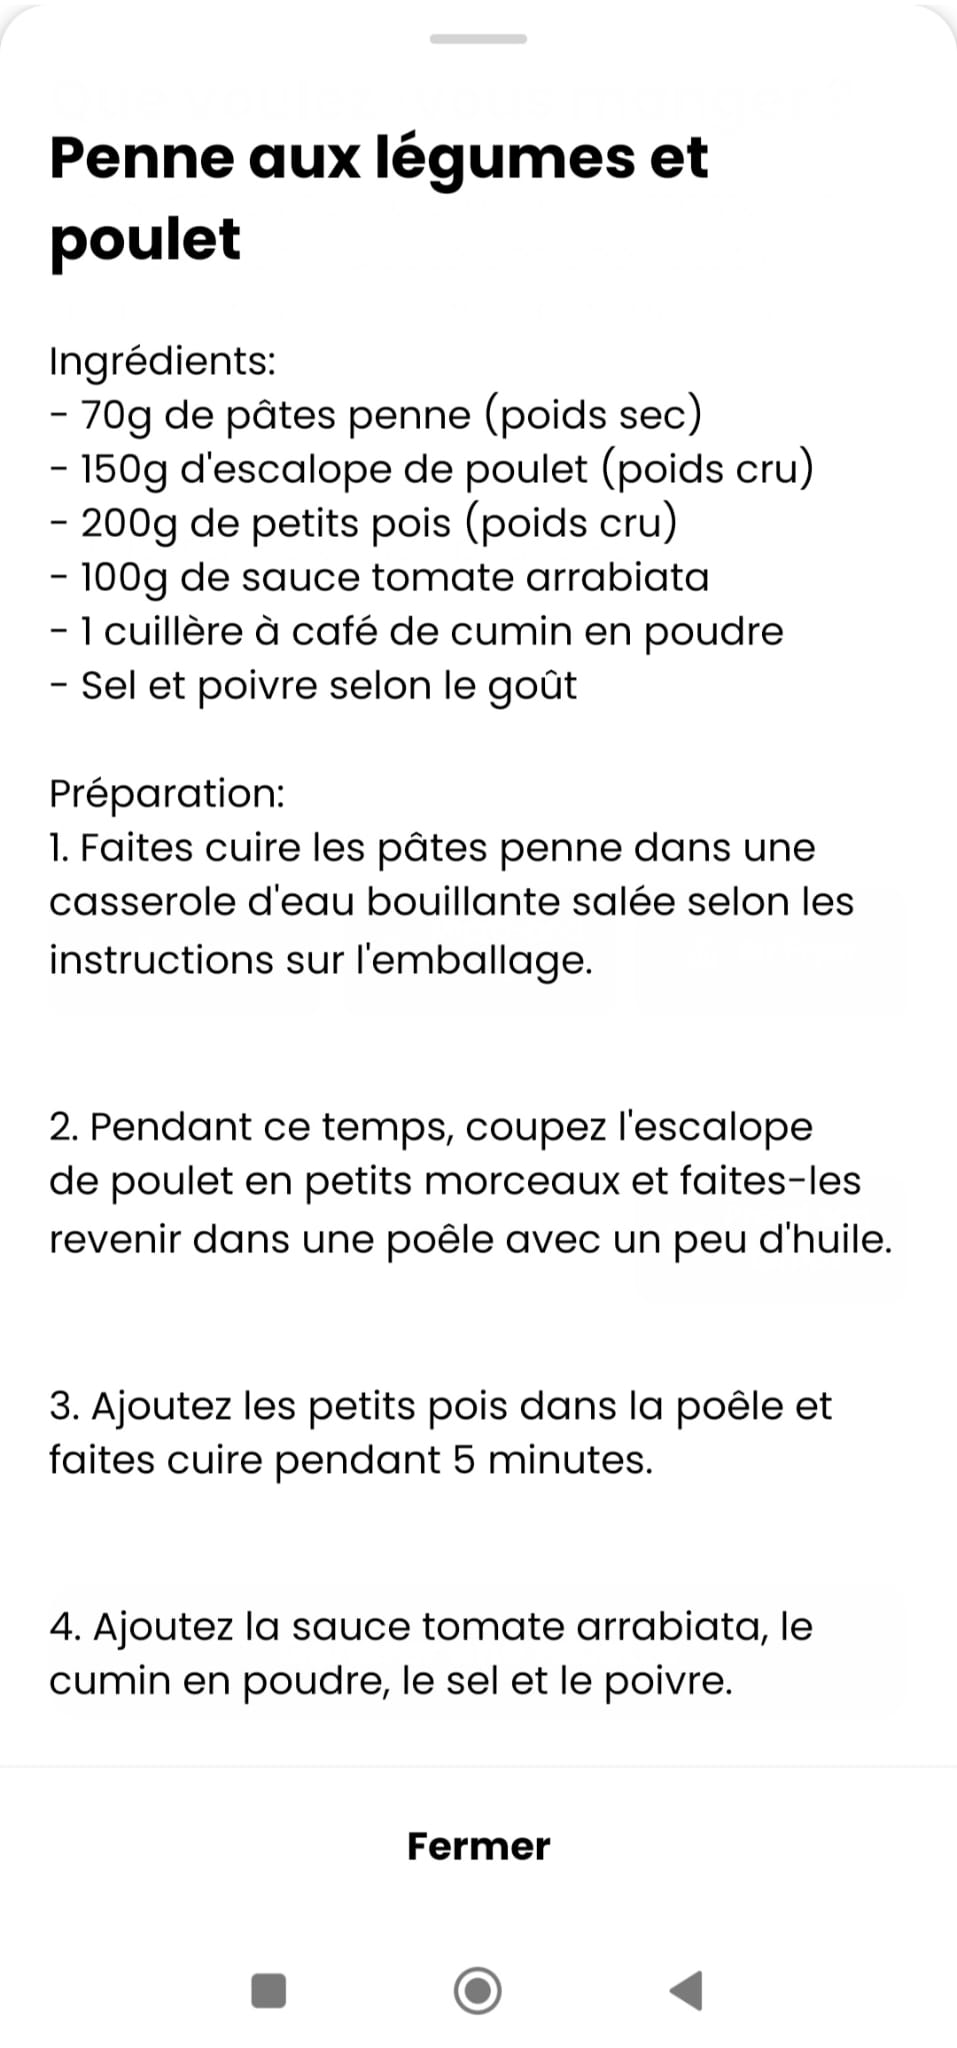 Penne aux légumes et
poulet
Ingrédients:
- 70g de pâtes penne (poids sec)
- 150g d'escalope de poulet (poids cru)
- 200g de petits pois (poids cru)
- 100g de sauce tomate arrabiata
- 1 cuillère à café de cumin en poudre
- Sel et poivre selon le goût
Préparation:
1. Faites cuire les pâtes penne dans une
casserole d'eau bouillante salée selon les
instructions sur l'emballage.
2. Pendant ce temps, coupez l'escalope
de poulet en petits morceaux et faites-les
revenir dans une poêle avec un peu d'huile.
3. Ajoutez les petits pois dans la poêle et
faites cuire pendant 5 minutes.
4. Ajoutez la sauce tomate arrabiata, le
cumin en poudre, le sel et le poivre.
Fermer